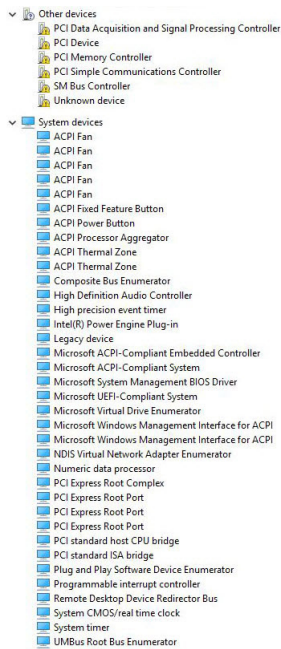 Other devices
PCI Data Acquisition and Signal Processing Controller
PCI Device
PCI Memory Controller
PCI Simple Communications Controller
SM Bus Controller
Unknown device
System devices
ACPI Fan
ACPI Fan
ACPI Fan
ACPI Fan
ACPI Fan
ACPI Fixed Feature Button
ACPI Power Button
ACPI Processor Aggregator
ACPI Thermal Zone
ACPI Thermal Zone
Composite Bus Enumerator
High Definition Audio Controller
High precision event timer
Intel(R) Power Engine Plug-in
Legacy device
Microsoft ACPI-Compliant Embedded Controller
Microsoft ACPI-Compliant System
Microsoft System Management BIOS Driver
Microsoft UEFI-Compliant System
Microsoft Virtual Drive Enumerator
Microsoft Windows Management Interface for ACPI
Microsoft Windows Management Interface for ACPI
NDIS Virtual Network Adapter Enumerator
Numeric data processor
PCI Express Root Complex
PCI Express Root Port
PCI Express Root Port
PCI Express Root Port
PCI standard host CPU bridge
PCI standard ISA bridge
Plug and Play Software Device Enumerator
Programmable interrupt controller
Remote Desktop Device Redirector Bus
System CMOS/real time clock
System timer
UMBus Root Bus Enumerator